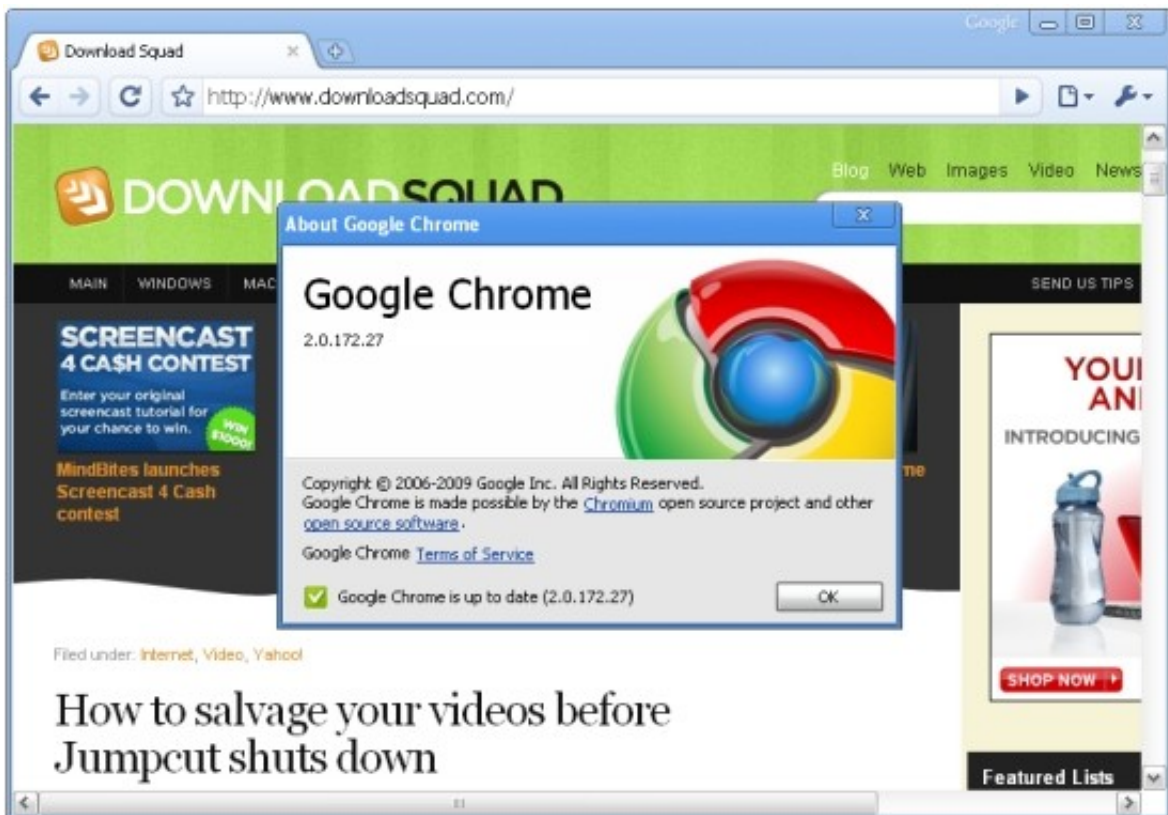 Google
Download Squad
http://www.downloadsquad.com/
DOWNLOADSQUAD
Blog Web Images Video News
MAIN WINDOWS MAC
SEND US TIPS
About Google Chrome
Google Chrome
2.0.172.27
Copyright © 2006-2009 Google Inc. All Rights Reserved.
Google Chrome is made possible by the Chromium open source project and other
open source software.
Google Chrome Terms of Service
Google Chrome is up to date (2.0.172.27)
OK
SCREENCAST
4 CA$H CONTEST
Enter your original
screencast tutorial for
your chance to win.
WIN
$1000!
MindBites launches
Screencast 4 Cash
contest
me
YOU
AN
INTRODUCING
SHOP NOW
Filed under: Internet, Video, Yahoo!
How to salvage your videos before
Jumpcut shuts down
Featured Lists